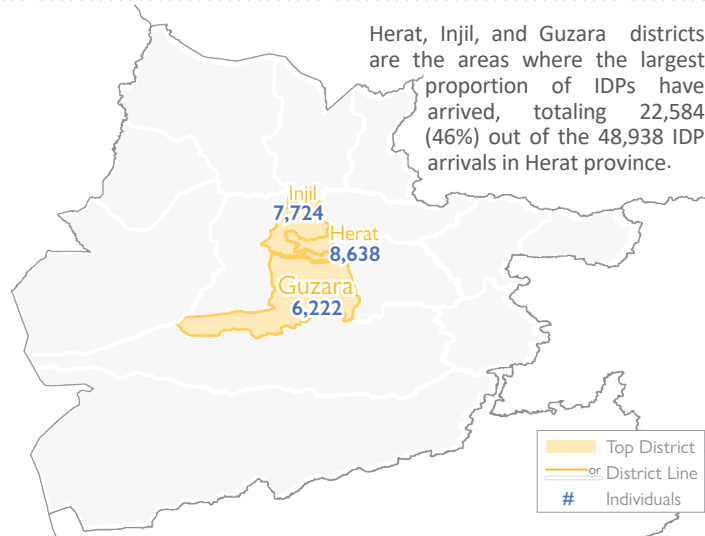 Herat, Injil, and Guzara districts
are the areas where the largest
proportion of IDPs have
arrived, totaling 22,584
(46%) out of the 48,938 IDP
arrivals in Herat province.
Injil
7,724
Herat
8,638
Guzara
6,222
Top District
or District Line
# Individuals